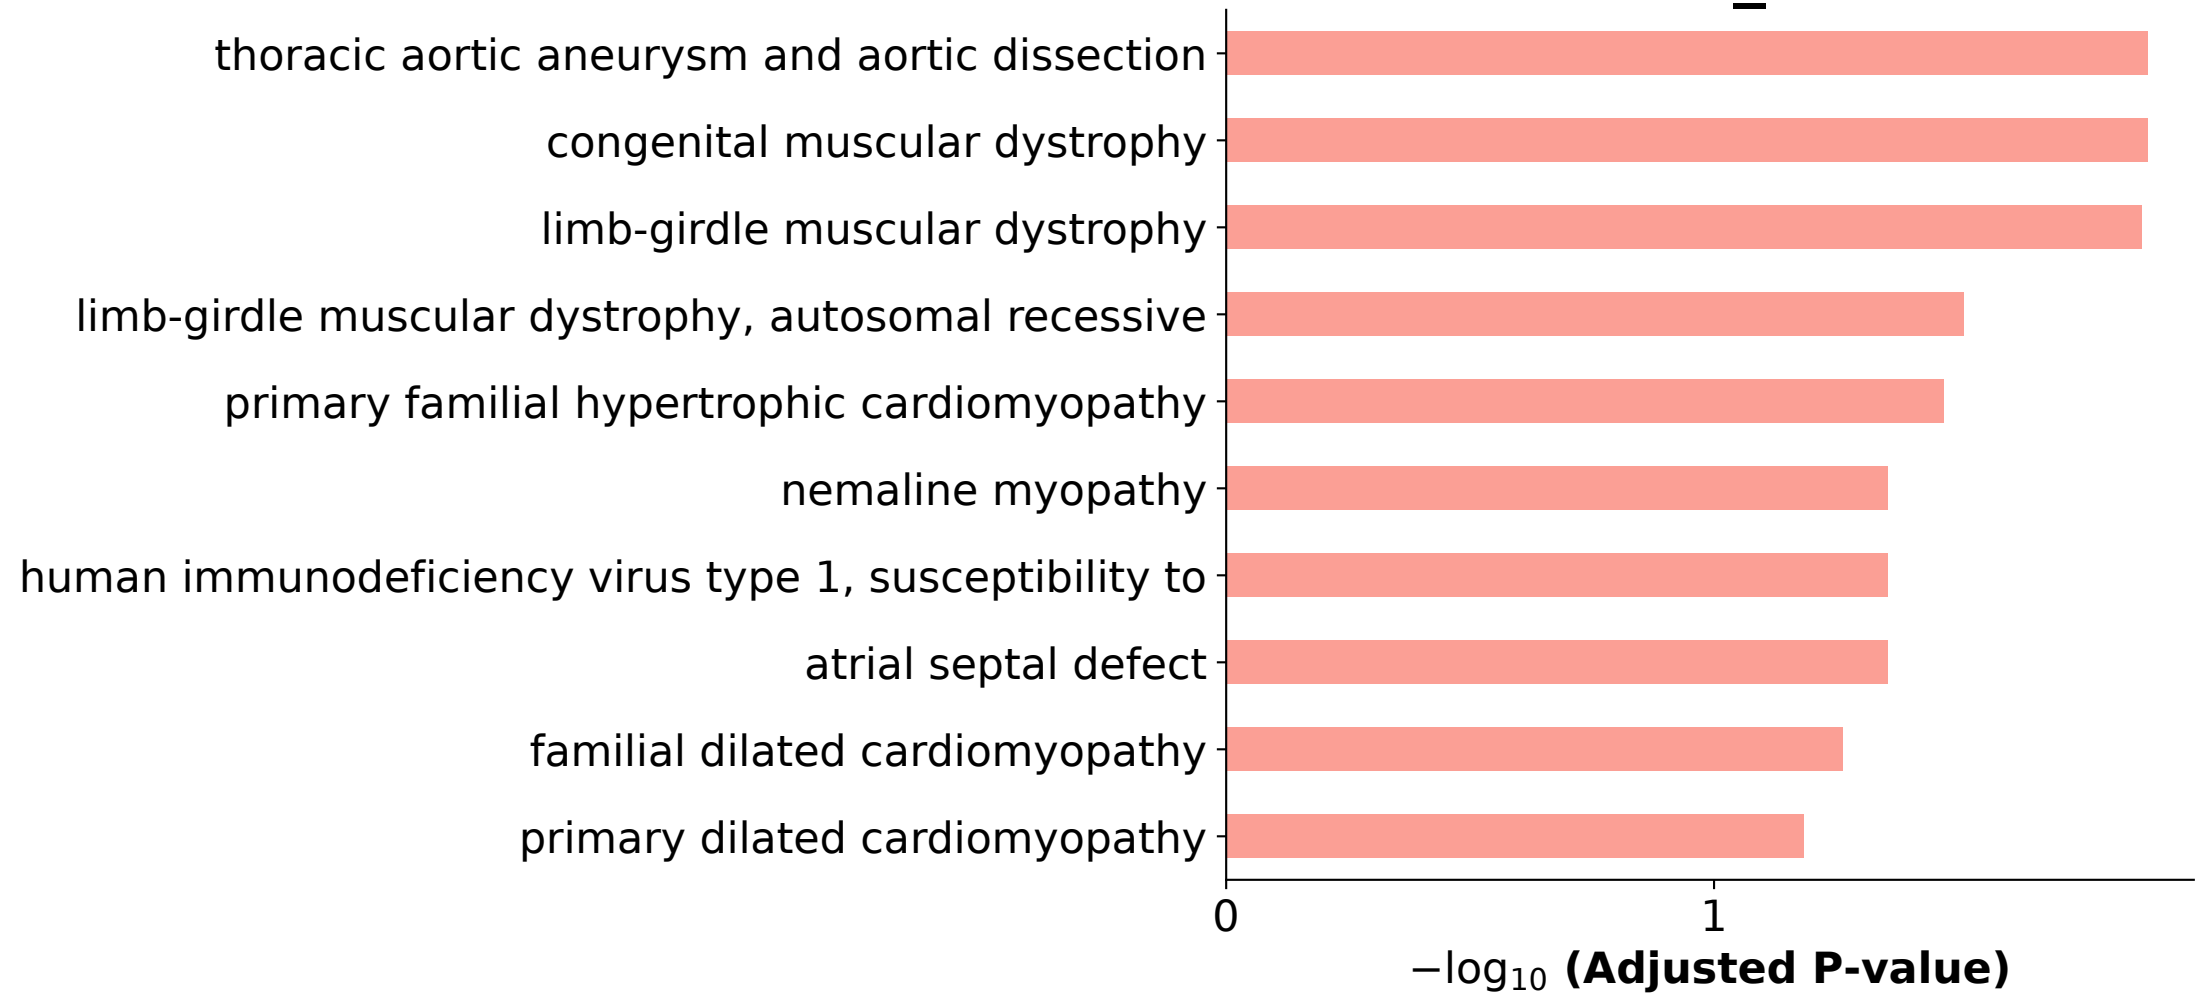 thoracic aortic aneurysm and aortic dissection
congenital muscular dystrophy
limb-girdle muscular dystrophy
limb-girdle muscular dystrophy, autosomal recessive
primary familial hypertrophic cardiomyopathy
nemaline myopathy
human immunodeficiency virus type 1, susceptibility to
atrial septal defect
familial dilated cardiomyopathy
primary dilated cardiomyopathy
0 1
−log₁₀ (Adjusted P-value)